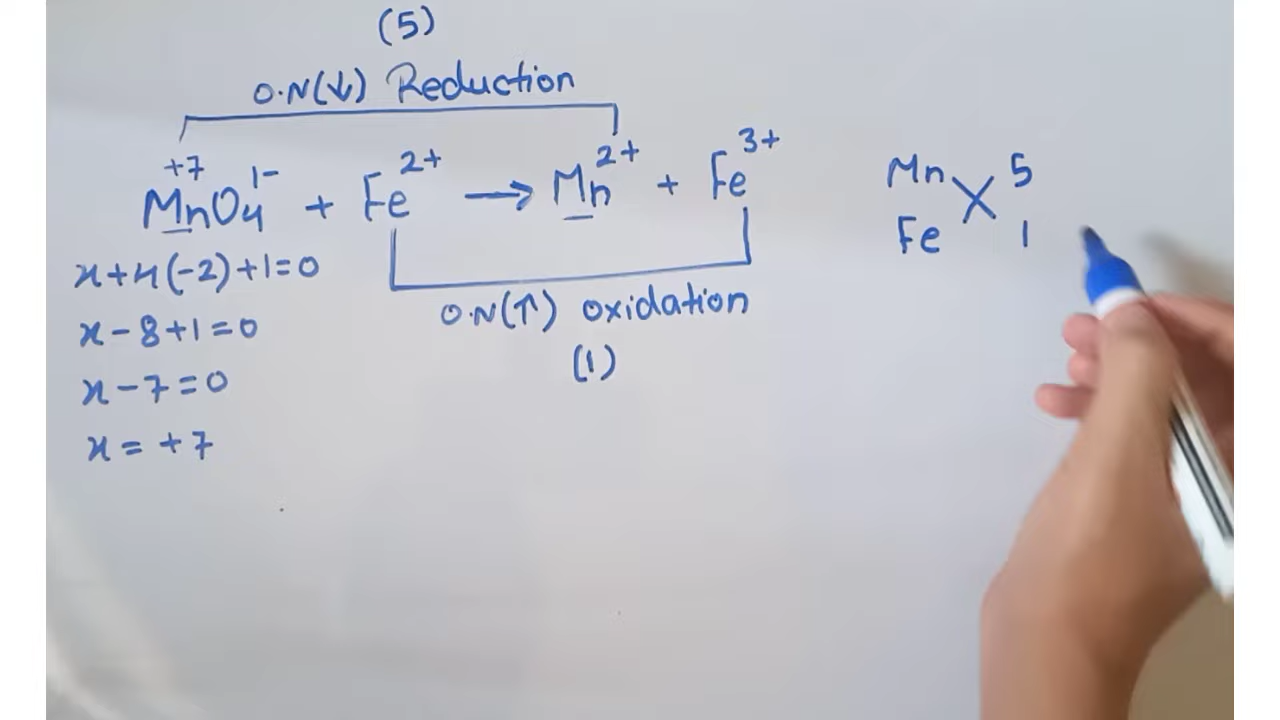 (5)
O.N(↓) Reduction
+7
MnO4 1- + Fe 2+ → Mn 2+ + Fe 3+
x+4(-2)+1=0
x-8+1=0
x-7=0
x=+7
O.N(↑) oxidation
(1)
Mn 5
Fe 1